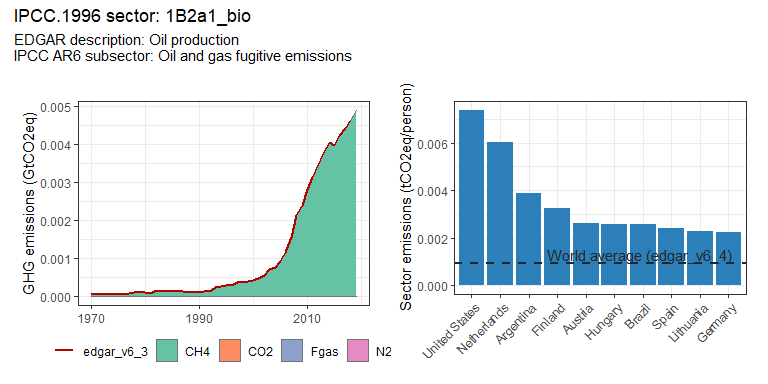 IPCC.1996 sector: 1B2a1_bio
EDGAR description: Oil production
IPCC AR6 subsector: Oil and gas fugitive emissions
GHG emissions (GtCO2eq)
0.005
0.004
0.003
0.002
0.001
0.000
1970
1990
2010
edgar_v6_3
CH4
CO2
Fgas
N2
Sector emissions (tCO2eq/person)
0.006
0.004
0.002
0.000
World average (edgar_v6_4)
United States
Netherlands
Argentina
Finland
Austria
Hungary
Brazil
Spain
Lithuania
Germany